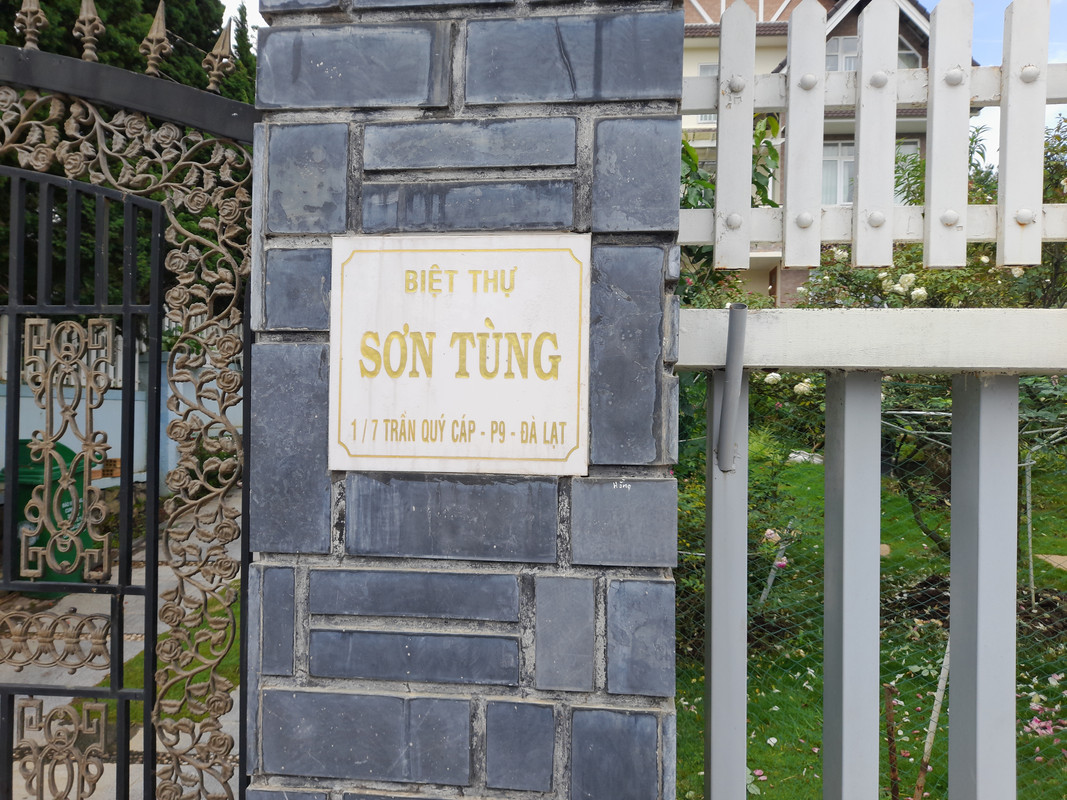 BIỆT THỰ
SƠN TÙNG
1 / 7 TRẦN QUÝ CÁP - P9 - ĐÀ LẠT